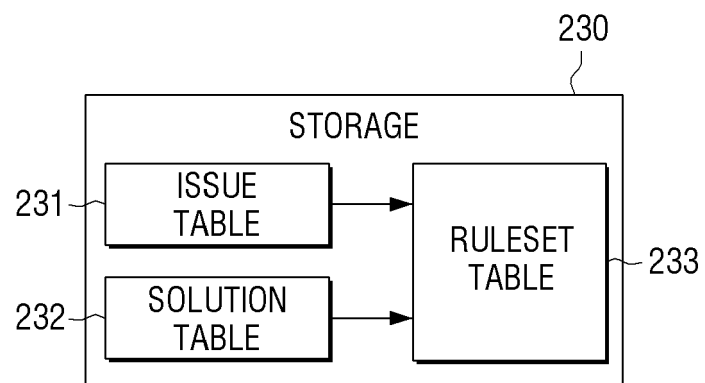 230
STORAGE
231
ISSUE
TABLE
232
SOLUTION
TABLE
RULESET
TABLE
233